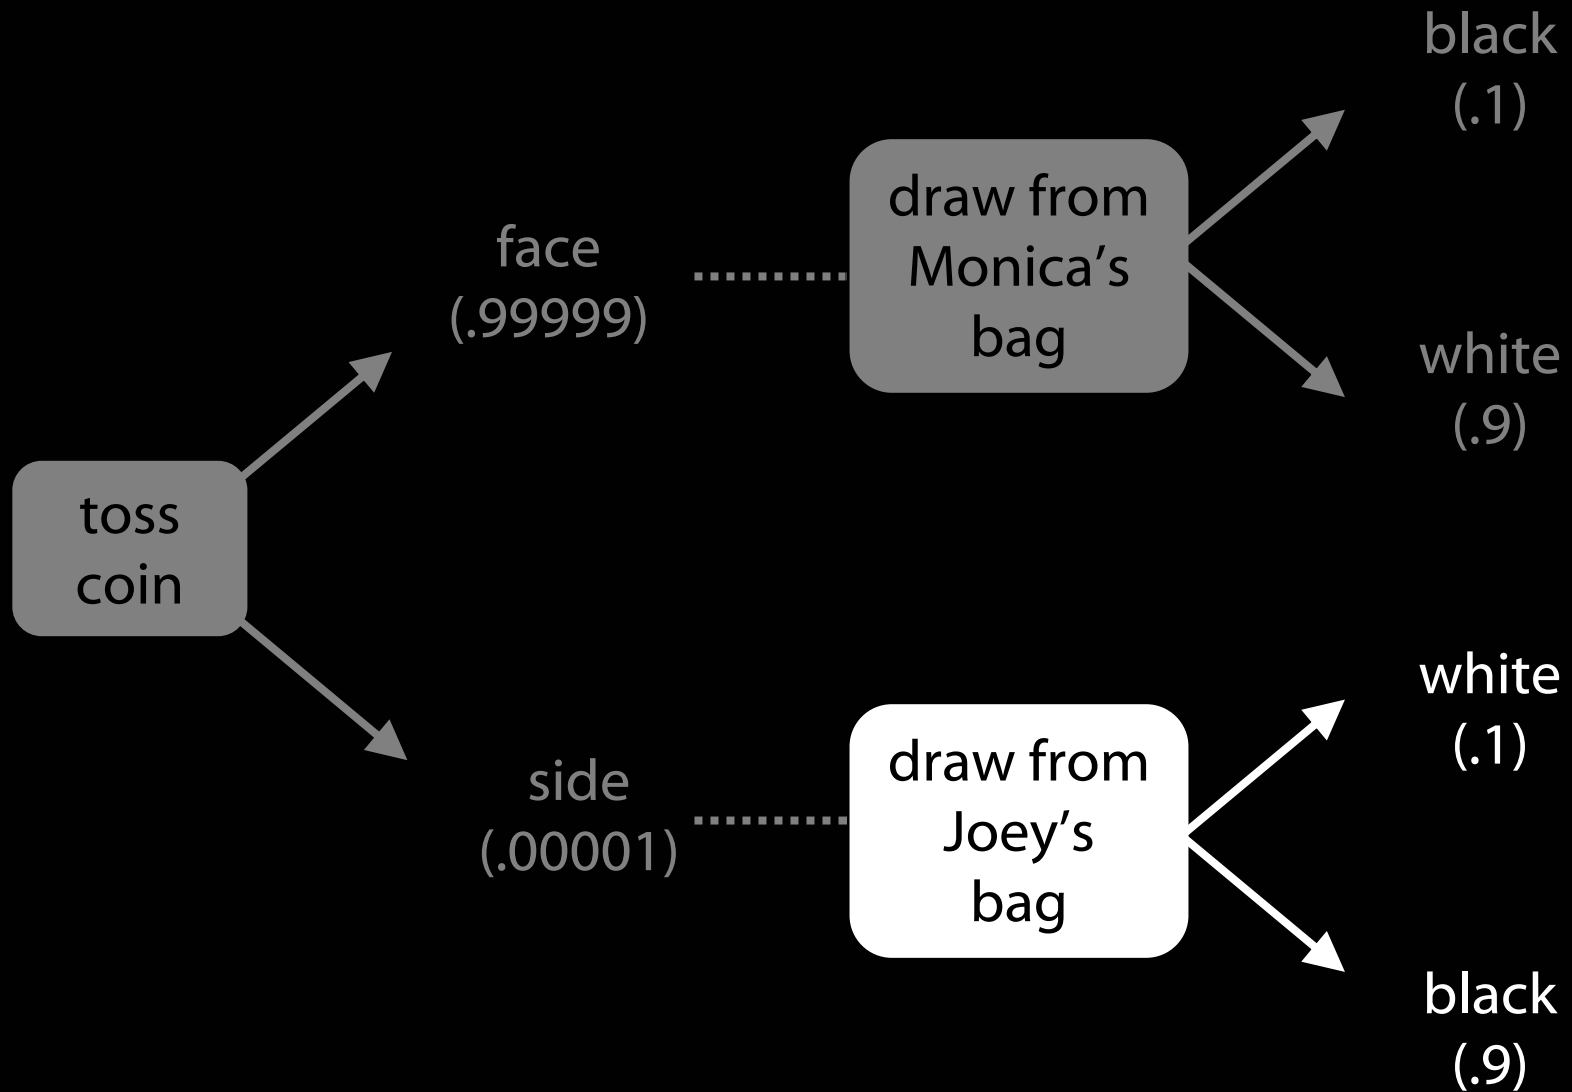 black
(.1)
draw from
Monica’s
bag
face
(.99999)
white
(.9)
toss
coin
white
(.1)
draw from
Joey’s
bag
side
(.00001)
black
(.9)